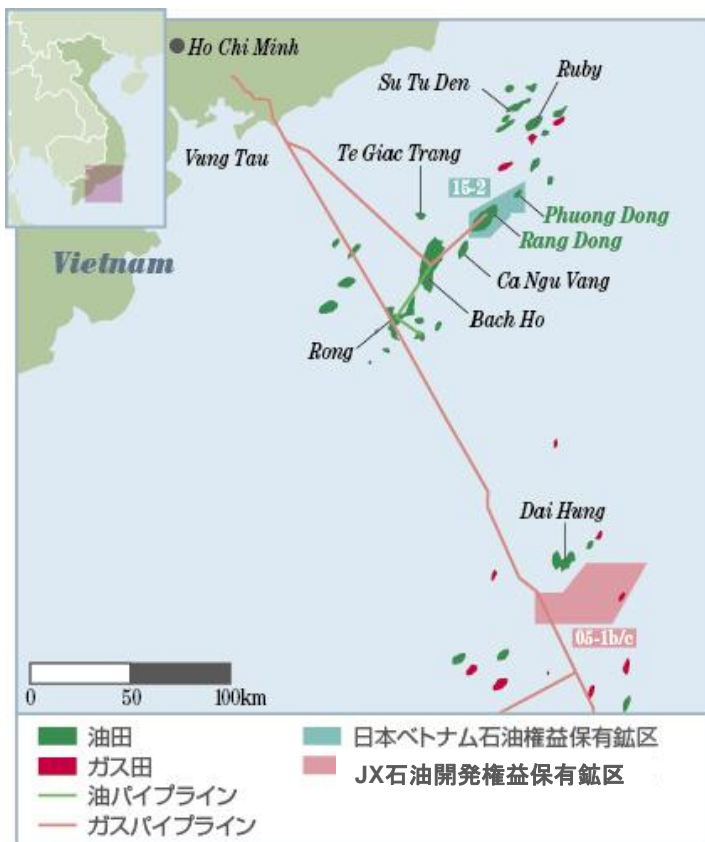 Ho Chi Minh
Su Tu Den
Ruby
Vung Tau
Te Giac Trang
15-2
Phuong Dong
Rang Dong
Vietnam
Ca Ngu Vang
Bach Ho
Rong
Dai Hung
05-1b/c
0 50 100km
油田
日本ベトナム石油権益保有鉱区
ガス田
JX石油開発権益保有鉱区
油パイプライン
ガスパイプライン